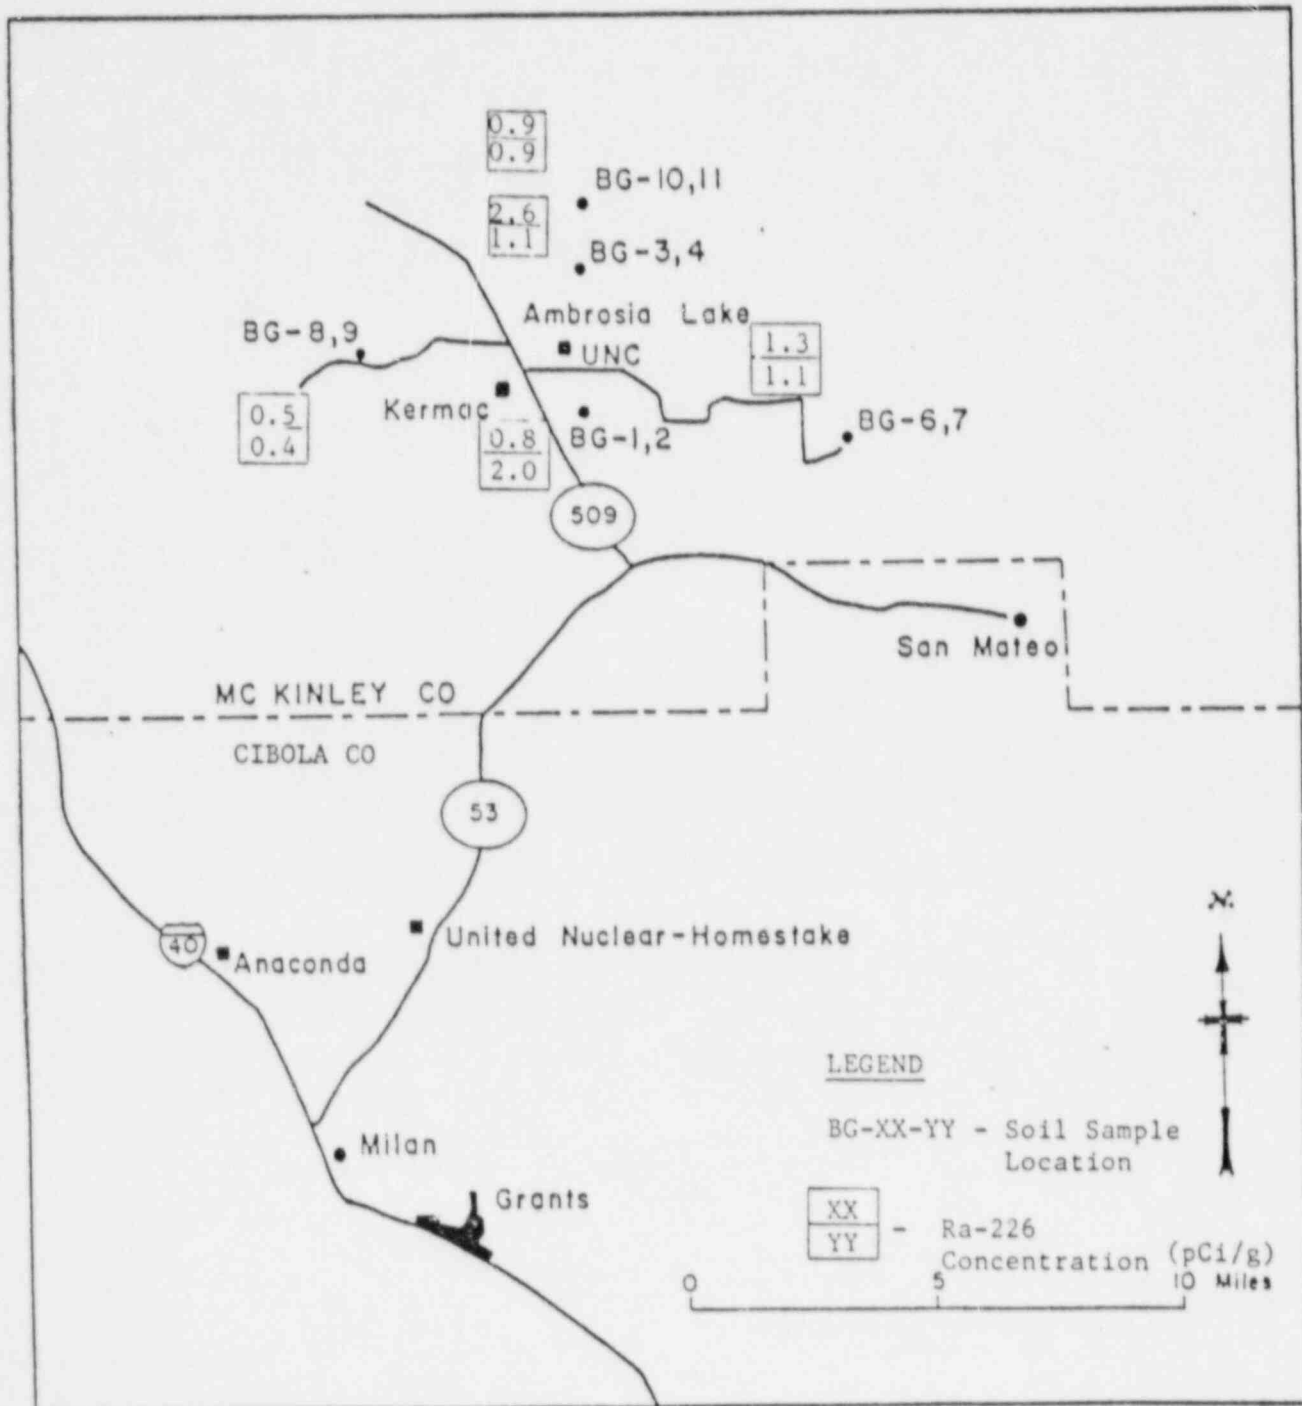 0.9
0.9
BG-10,11
2.6
1.1
BG-3,4
Ambrosia Lake
BG-8,9
UNC
1.3
1.1
Kermac
0.5
0.4
0.8
2.0
BG-1,2
BG-6,7
509
San Mateo
MC KINLEY CO
CIBOLA CO
53
N
United Nuclear-Homestake
40
Anaconda
LEGEND
BG-XX-YY - Soil Sample
Location
Milan
Grants
XX
YY
- Ra-226
Concentration (pCi/g)
0 5 10 Miles